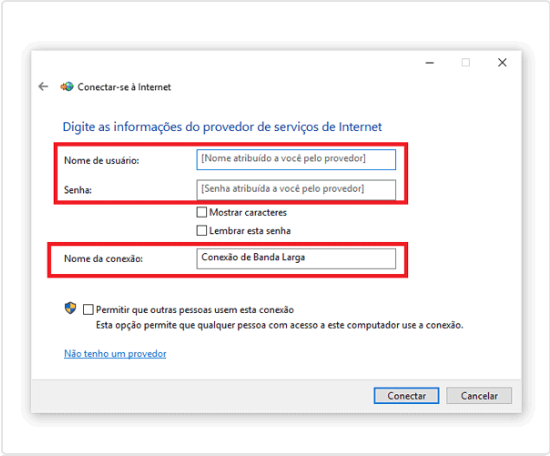 Conectar-se à Internet
Digite as informações do provedor de serviços de Internet
Nome de usuário: [Nome atribuído a você pelo provedor]
Senha: [Senha atribuída a você pelo provedor]
Mostrar caracteres
Lembrar esta senha
Nome da conexão: Conexão de Banda Larga
Permitir que outras pessoas usem esta conexão
Esta opção permite que qualquer pessoa com acesso a este computador use a conexão.
Não tenho um provedor
Conectar Cancelar